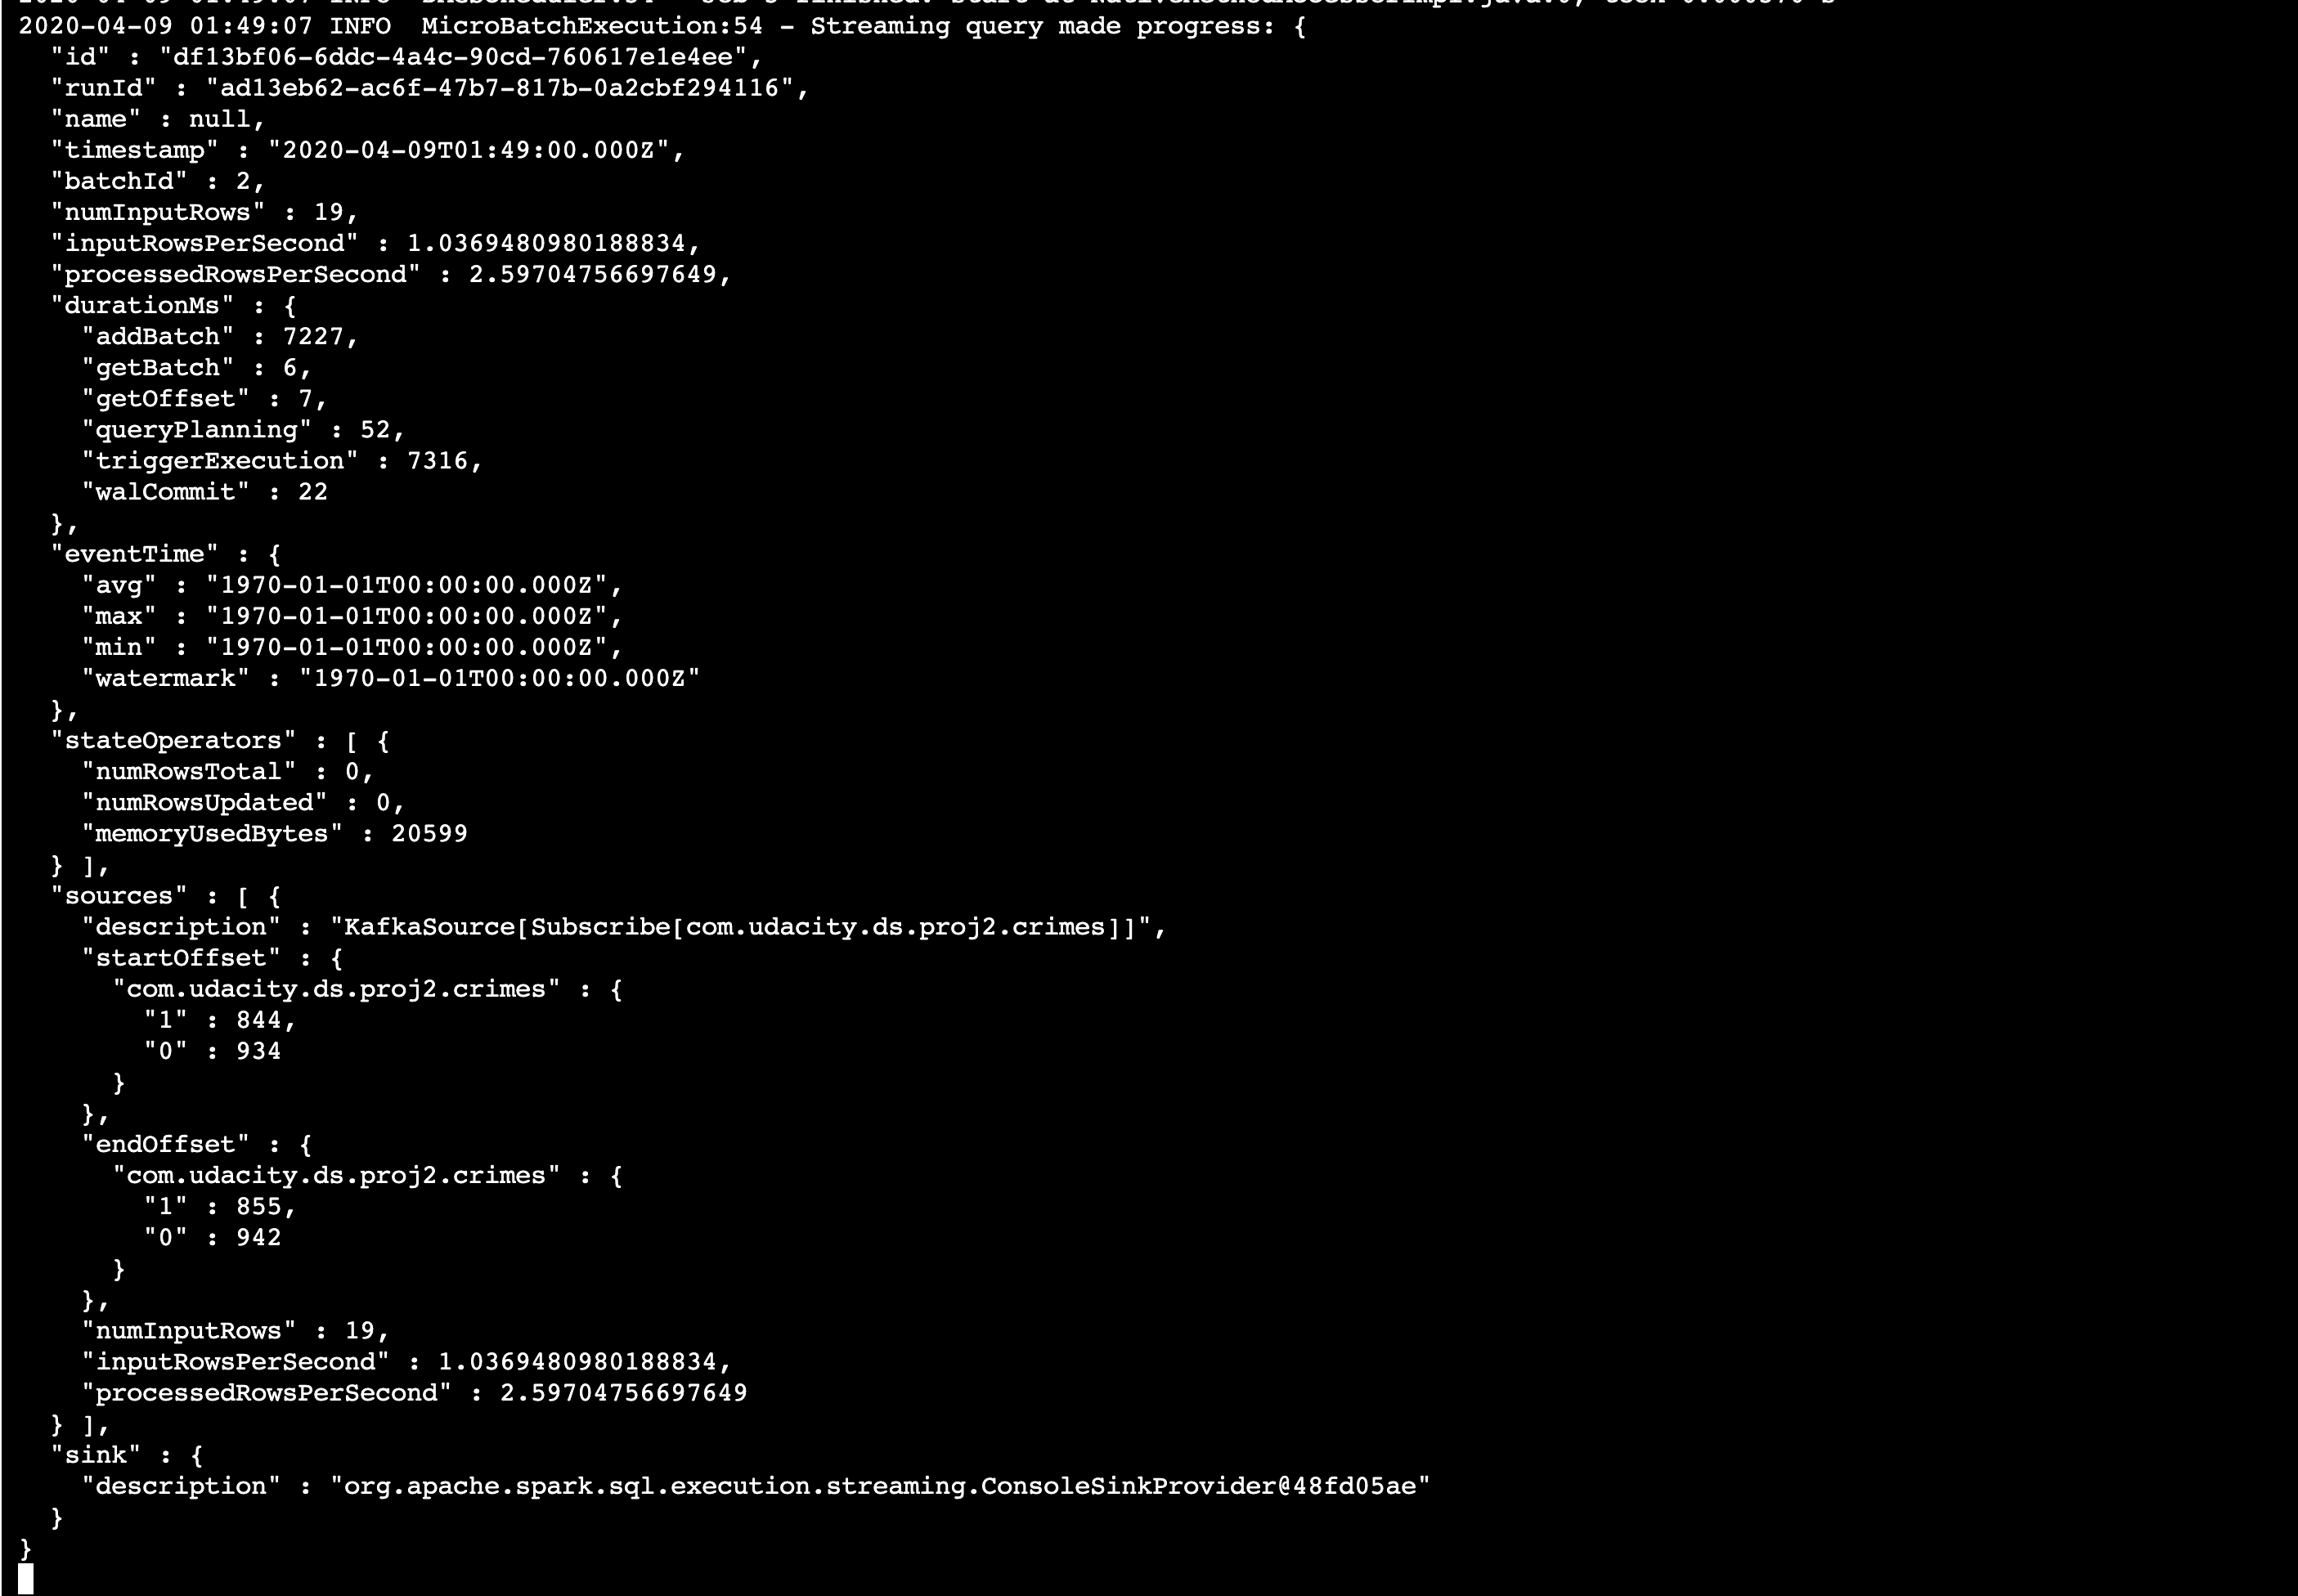 2020-04-09 01:49:07 INFO  MicroBatchExecution:54 - Streaming query made progress: {
  "id" : "df13bf06-6ddc-4a4c-90cd-760617e1e4ee",
  "runId" : "ad13eb62-ac6f-47b7-817b-0a2cbf294116",
  "name" : null,
  "timestamp" : "2020-04-09T01:49:00.000Z",
  "batchId" : 2,
  "numInputRows" : 19,
  "inputRowsPerSecond" : 1.0369480980188834,
  "processedRowsPerSecond" : 2.59704756697649,
  "durationMs" : {
    "addBatch" : 7227,
    "getBatch" : 6,
    "getOffset" : 7,
    "queryPlanning" : 52,
    "triggerExecution" : 7316,
    "walCommit" : 22
  },
  "eventTime" : {
    "avg" : "1970-01-01T00:00:00.000Z",
    "max" : "1970-01-01T00:00:00.000Z",
    "min" : "1970-01-01T00:00:00.000Z",
    "watermark" : "1970-01-01T00:00:00.000Z"
  },
  "stateOperators" : [ {
    "numRowsTotal" : 0,
    "numRowsUpdated" : 0,
    "memoryUsedBytes" : 20599
  } ],
  "sources" : [ {
    "description" : "KafkaSource[Subscribe[com.udacity.ds.proj2.crimes]]",
    "startOffset" : {
      "com.udacity.ds.proj2.crimes" : {
        "1" : 844,
        "0" : 934
      }
    },
    "endOffset" : {
      "com.udacity.ds.proj2.crimes" : {
        "1" : 855,
        "0" : 942
      }
    },
    "numInputRows" : 19,
    "inputRowsPerSecond" : 1.0369480980188834,
    "processedRowsPerSecond" : 2.59704756697649
  } ],
  "sink" : {
    "description" : "org.apache.spark.sql.execution.streaming.ConsoleSinkProvider@48fd05ae"
  }
}